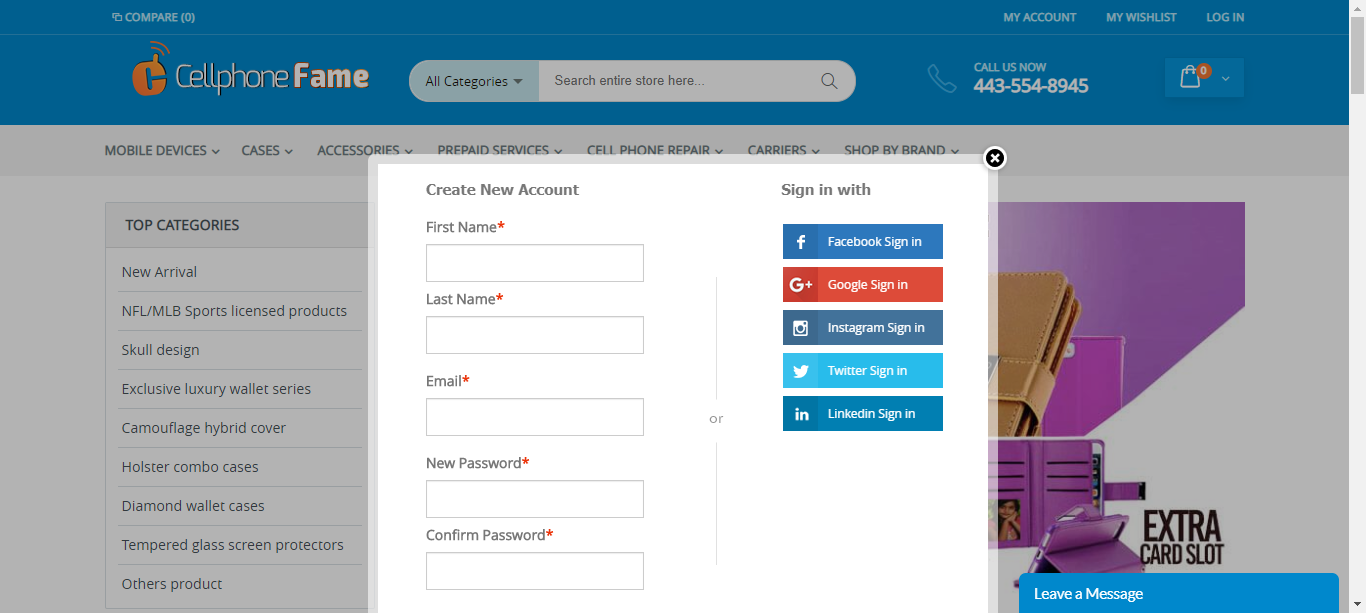 COMPARE (0)
MY ACCOUNT
MY WISHLIST
LOG IN
Cellphone Fame
All Categories
Search entire store here...
CALL US NOW
443-554-8945
0
MOBILE DEVICES
CASES
ACCESSORIES
PREPAID SERVICES
CELL PHONE REPAIR
CARRIERS
SHOP BY BRAND
TOP CATEGORIES
New Arrival
NFL/MLB Sports licensed products
Skull design
Exclusive luxury wallet series
Camouflage hybrid cover
Holster combo cases
Diamond wallet cases
Tempered glass screen protectors
Others product
Create New Account
First Name*
Last Name*
Email*
New Password*
Confirm Password*
or
Sign in with
Facebook Sign in
G+ Google Sign in
Instagram Sign in
Twitter Sign in
in Linkedin Sign in
EXTRA
CARD SLOT
Leave a Message